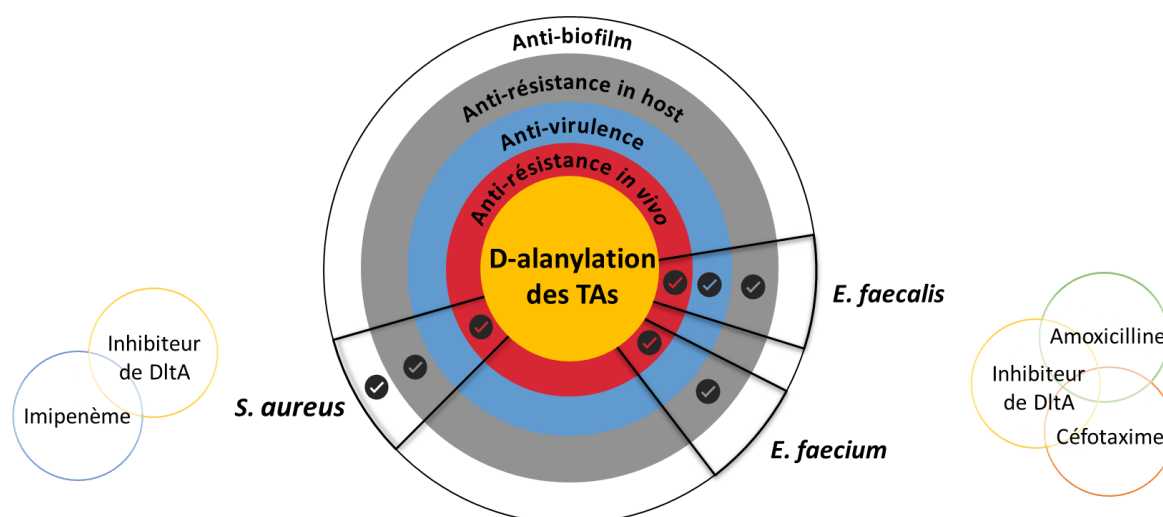 Anti-biofilm
Anti-résistance in host
Anti-virulence
Anti-résistance in vivo
D-alanylation
des TAs
E. faecalis
E. faecium
S. aureus
Inhibiteur
de DltA
Imipenème
Amoxicilline
Inhibiteur
de DltA
Céfotaxime